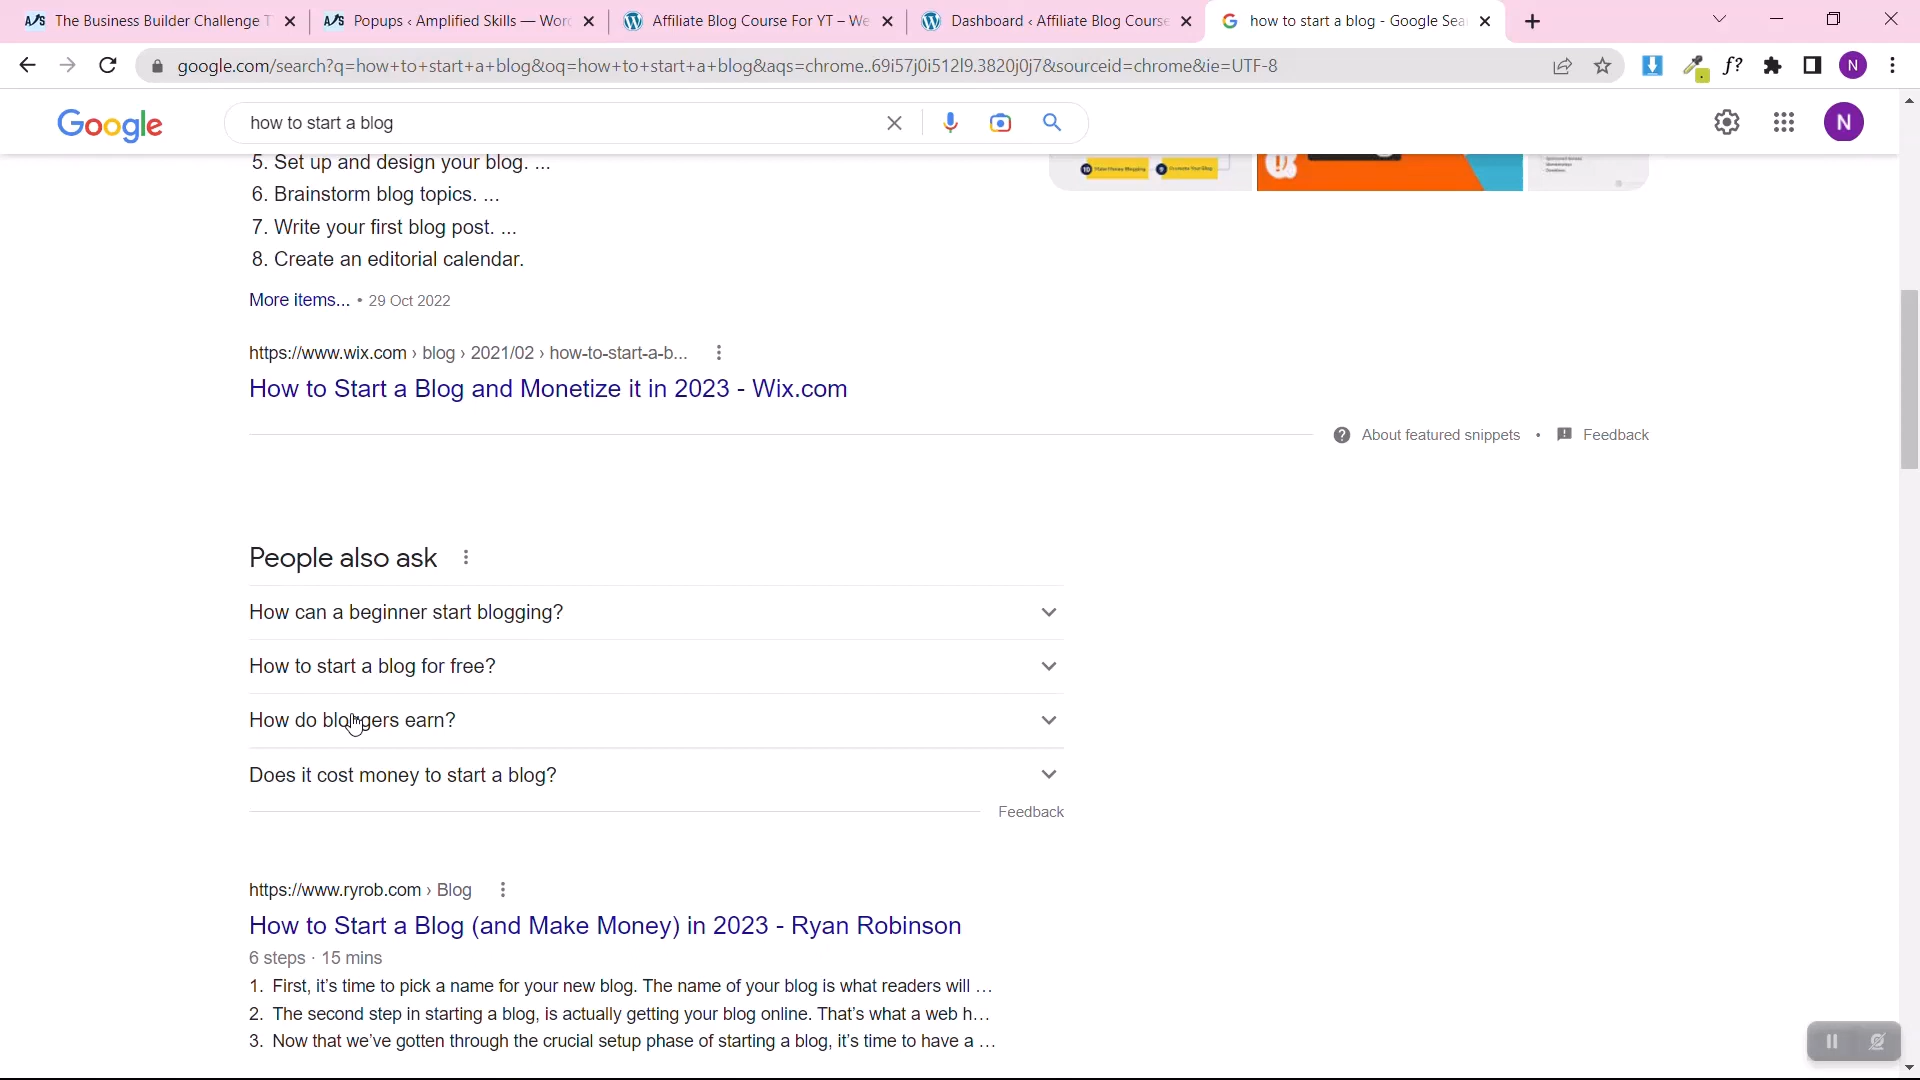 The Business Builder Challenge T
Popups ‹ Amplified Skills — Worc
Affiliate Blog Course For YT – We
Dashboard ‹ Affiliate Blog Course
how to start a blog - Google Sea
google.com/search?q=how+to+start+a+blog&oq=how+to+start+a+blog&aqs=chrome..69i57j0i512l9.3820j0j7&sourceid=chrome&ie=UTF-8
f?
N
Google
how to start a blog
N
5. Set up and design your blog. ...
6. Brainstorm blog topics. ...
7. Write your first blog post. ...
8. Create an editorial calendar.
More items... • 29 Oct 2022
https://www.wix.com › blog › 2021/02 › how-to-start-a-b...
How to Start a Blog and Monetize it in 2023 - Wix.com
About featured snippets • Feedback
People also ask
How can a beginner start blogging?
How to start a blog for free?
How do bloggers earn?
Does it cost money to start a blog?
Feedback
https://www.ryrob.com › Blog
How to Start a Blog (and Make Money) in 2023 - Ryan Robinson
6 steps · 15 mins
1. First, it's time to pick a name for your new blog. The name of your blog is what readers will ...
2. The second step in starting a blog, is actually getting your blog online. That's what a web h...
3. Now that we've gotten through the crucial setup phase of starting a blog, it's time to have a ...